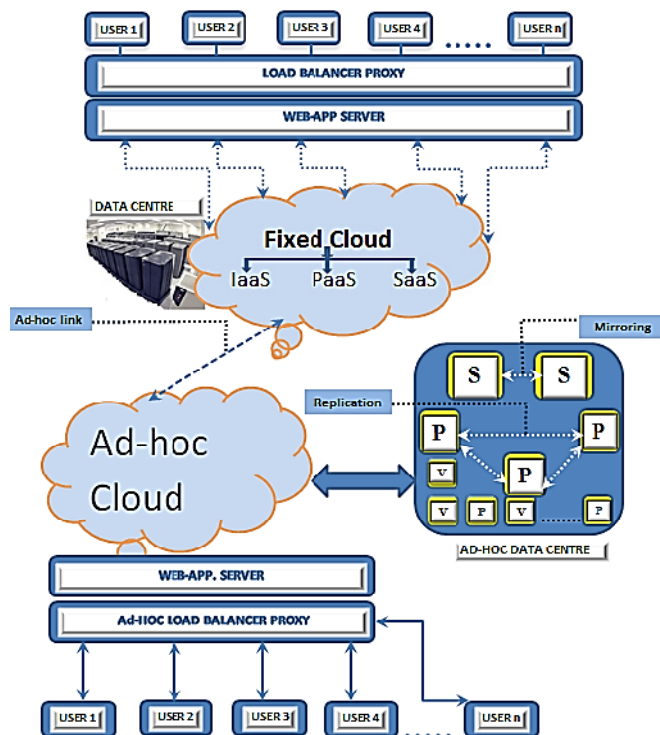 USER 1
USER 2
USER 3
USER 4
USER n
LOAD BALANCER PROXY
WEB-APP SERVER
DATA CENTRE
Fixed Cloud
IaaS PaaS SaaS
Ad-hoc link
Mirroring
S S
Replication
P P
P
V
V P V P
Ad-hoc
Cloud
AD-HOC DATA CENTRE
WEB-APP. SERVER
Ad-HOC LOAD BALANCER PROXY
USER 1
USER 2
USER 3
USER 4
USER n